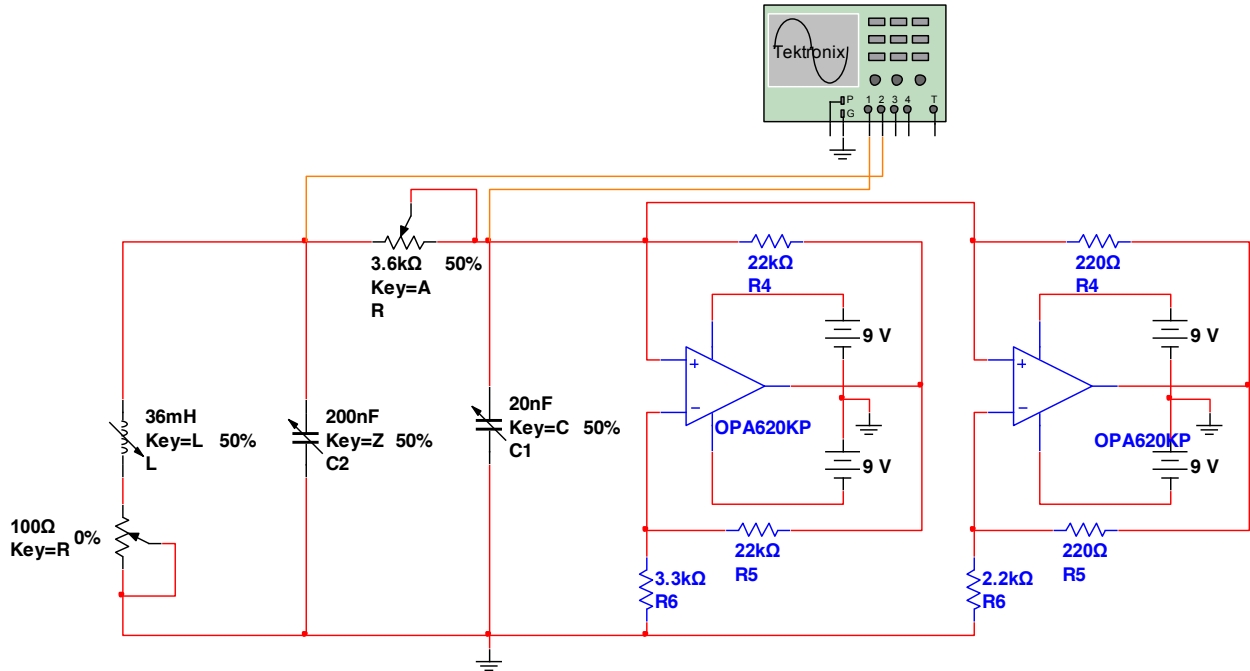 Tektronix
P 1 2 3 4 T
G
3.6kΩ 50%
Key=A
R
22kΩ
R4
220Ω
R4
9 V
9 V
+
+
36mH
Key=L 50%
L
200nF
Key=Z 50%
C2
20nF
Key=C 50%
C1
−
−
OPA620KP
OPA620KP
9 V
9 V
100Ω 0%
Key=R
22kΩ
R5
220Ω
R5
3.3kΩ
R6
2.2kΩ
R6